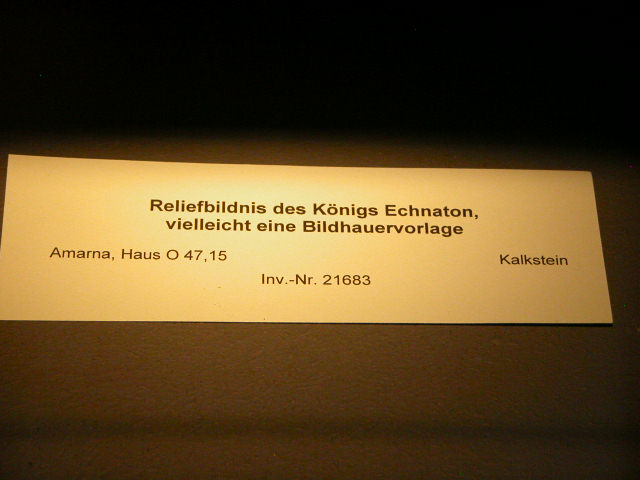 Reliefbildnis des Königs Echnaton,
vielleicht eine Bildhauervorlage
Amarna, Haus O 47,15 Kalkstein
Inv.-Nr. 21683